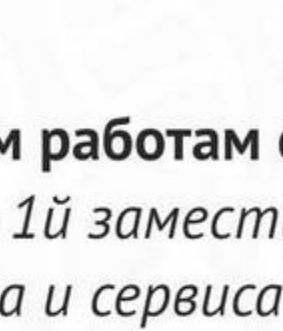 м работам
1й замести
а и сервиса